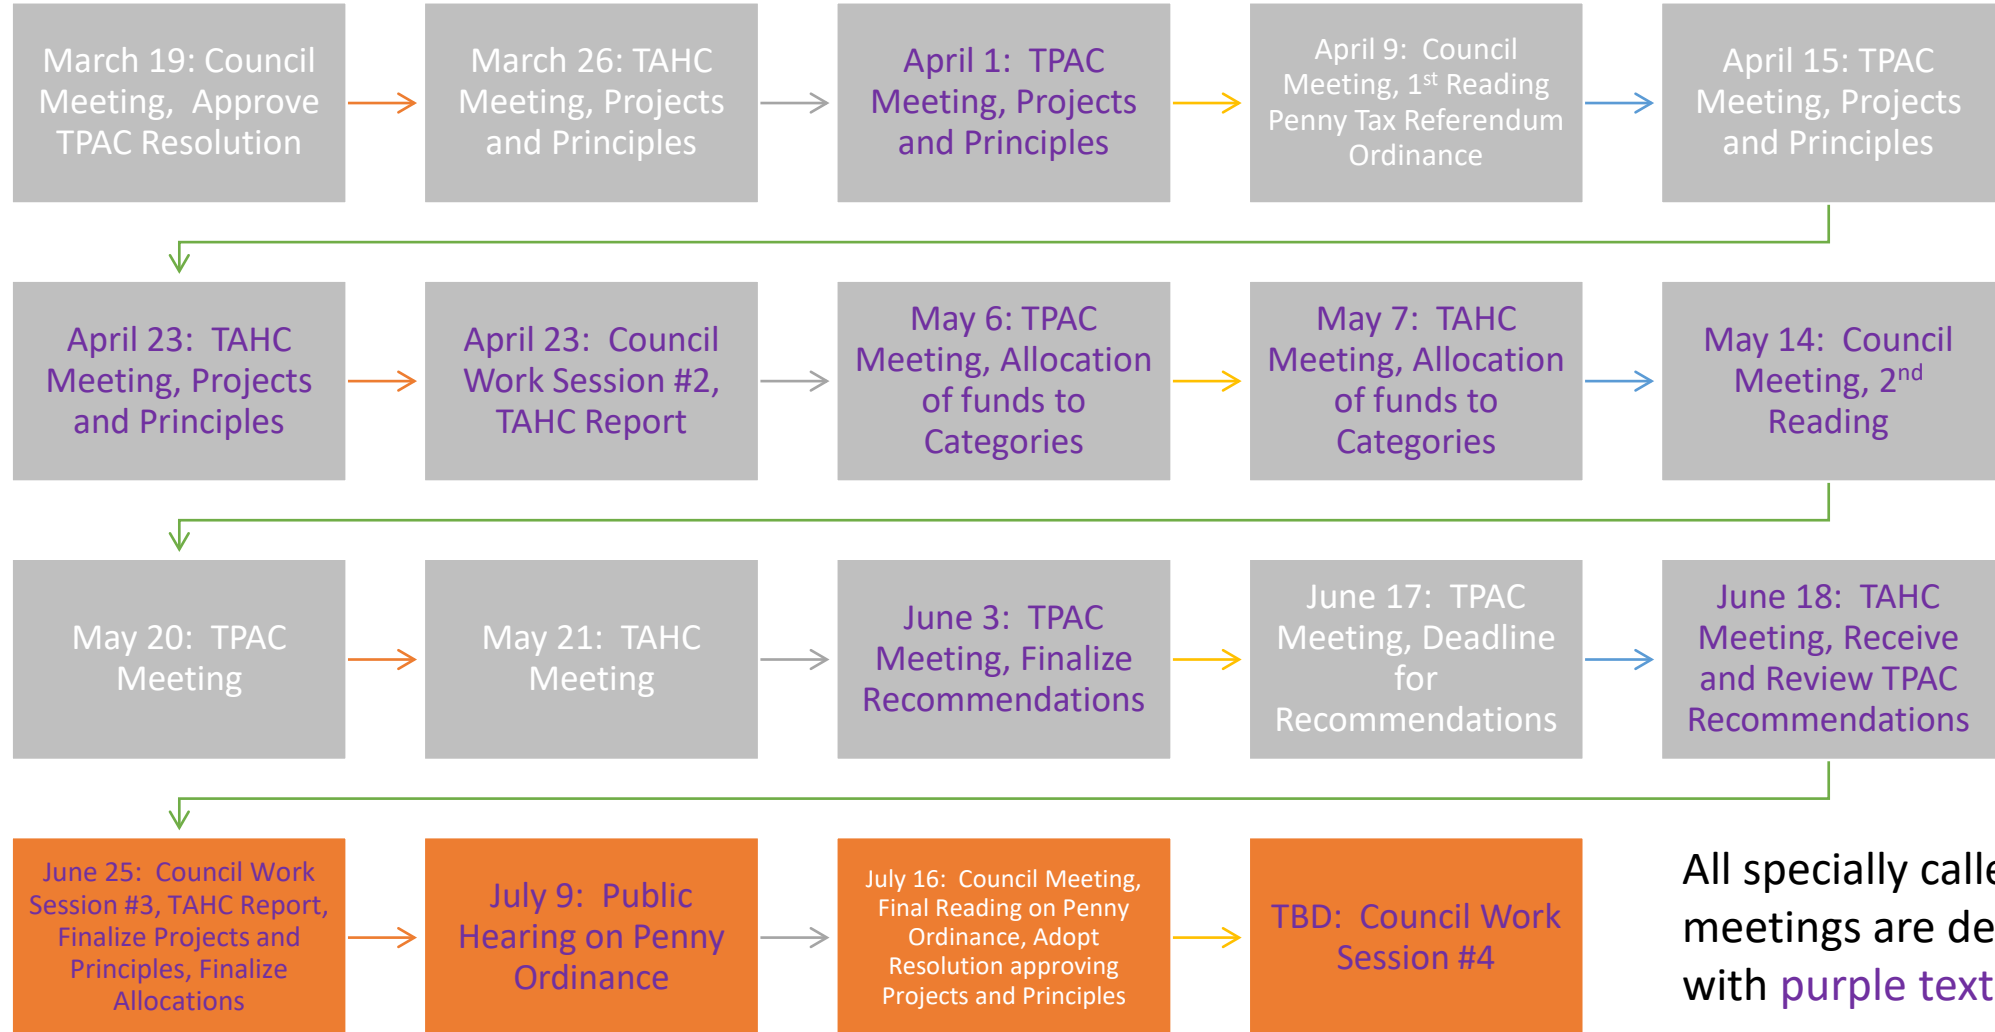 March 19: Council
Meeting, Approve
TPAC Resolution
March 26: TAHC
Meeting, Projects
and Principles
April 1: TPAC
Meeting, Projects
and Principles
April 9: Council
Meeting, 1st Reading
Penny Tax Referendum
Ordinance
April 15: TPAC
Meeting, Projects
and Principles
April 23: TAHC
Meeting, Projects
and Principles
April 23: Council
Work Session #2,
TAHC Report
May 6: TPAC
Meeting, Allocation
of funds to
Categories
May 7: TAHC
Meeting, Allocation
of funds to
Categories
May 14: Council
Meeting, 2nd
Reading
May 20: TPAC
Meeting
May 21: TAHC
Meeting
June 3: TPAC
Meeting, Finalize
Recommendations
June 17: TPAC
Meeting, Deadline
for
Recommendations
June 18: TAHC
Meeting, Receive
and Review TPAC
Recommendations
June 25: Council Work
Session #3, TAHC Report,
Finalize Projects and
Principles, Finalize
Allocations
July 9: Public
Hearing on Penny
Ordinance
July 16: Council Meeting,
Final Reading on Penny
Ordinance, Adopt
Resolution approving
Projects and Principles
TBD: Council Work
Session #4
All specially calle
meetings are de
with purple text